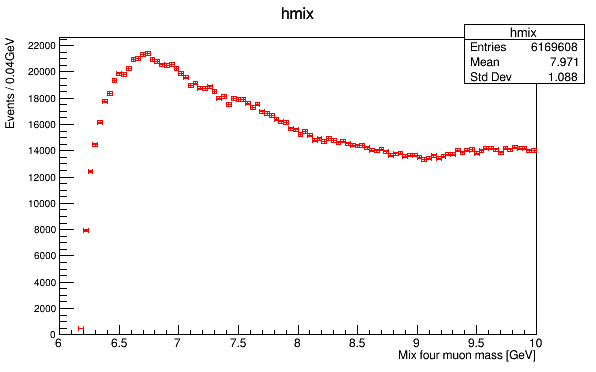 hmix
hmix
Entries 6169608
Mean 7.971
Std Dev 1.088
Events / 0.04GeV
22000
20000
18000
16000
14000
12000
10000
8000
6000
4000
2000
0
6 6.5 7 7.5 8 8.5 9 9.5 10
Mix four muon mass [GeV]